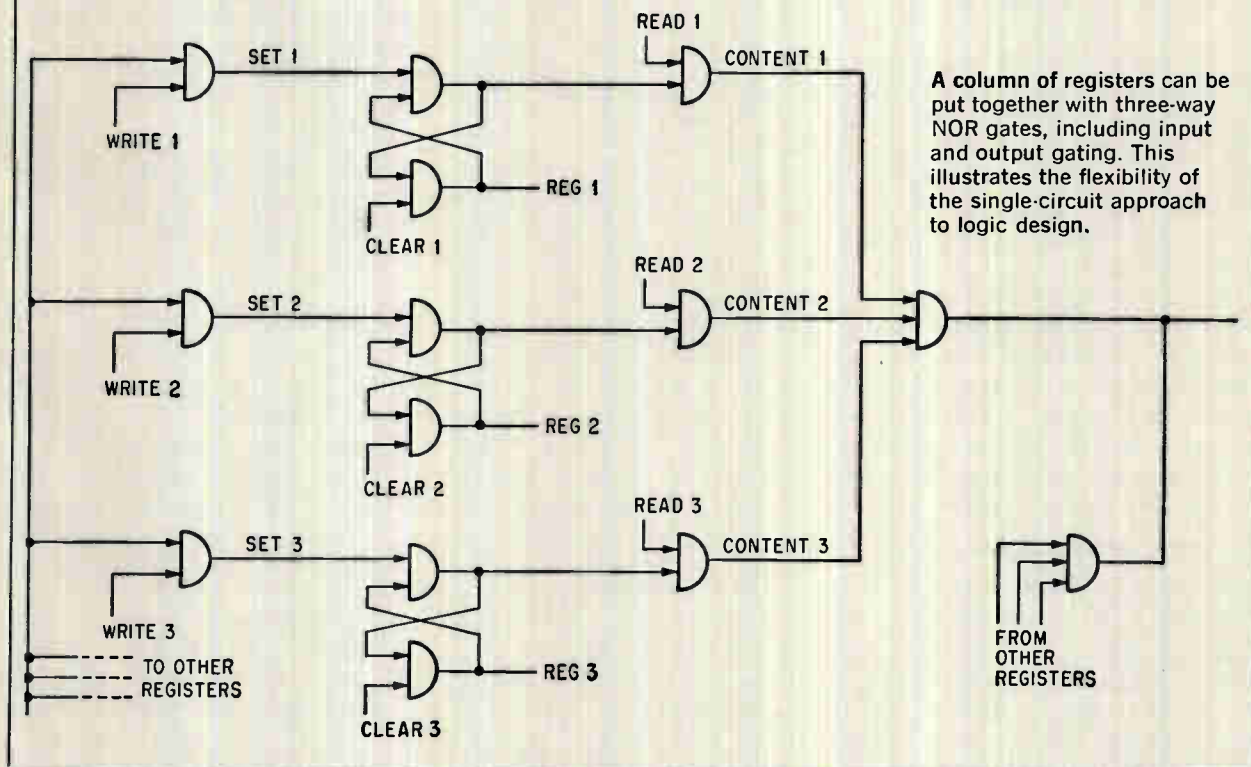 READ 1
SET 1
CONTENT 1
WRITE 1
REG 1
CLEAR 1
A column of registers can be
put together with three-way
NOR gates, including input
and output gating. This
illustrates the flexibility of
the single-circuit approach
to logic design.
READ 2
SET 2
CONTENT 2
WRITE 2
REG 2
CLEAR 2
READ 3
SET 3
CONTENT 3
WRITE 3
TO OTHER
REGISTERS
REG 3
CLEAR 3
FROM
OTHER
REGISTERS